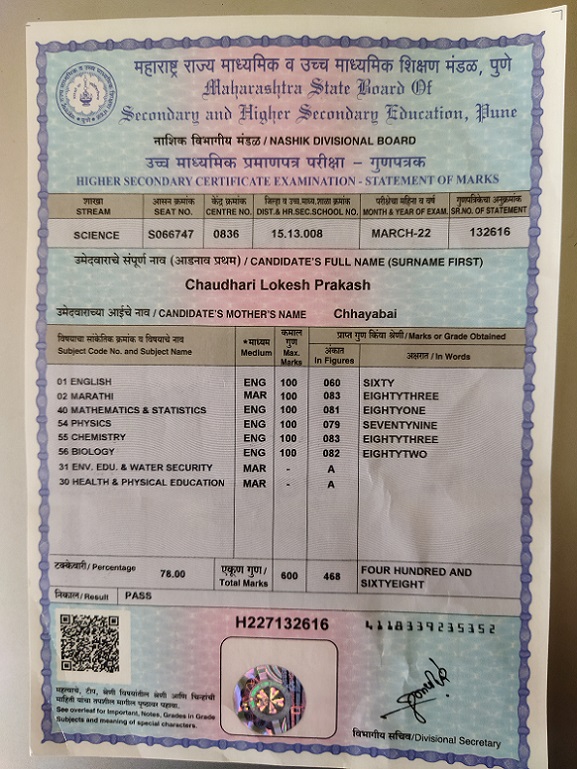 महाराष्ट्र राज्य माध्यमिक व उच्च माध्यमिक शिक्षण मंडळ, पुणे
Maharashtra State Board Of
Secondary and Higher Secondary Education, Pune
नाशिक विभागीय मंडळ / NASHIK DIVISIONAL BOARD
उच्च माध्यमिक प्रमाणपत्र परीक्षा – गुणपत्रक
HIGHER SECONDARY CERTIFICATE EXAMINATION - STATEMENT OF MARKS
शाखा आसन क्रमांक केंद्र क्रमांक जिल्हा व उच्च.माध्य.शाळा क्रमांक परीक्षेचा महिना व वर्ष गुणपत्रिकेचा अनुक्रमांक
STREAM SEAT NO. CENTRE NO. DIST.& HR.SEC.SCHOOL NO. MONTH & YEAR OF EXAM. SR.NO. OF STATEMENT
SCIENCE S066747 0836 15.13.008 MARCH-22 132616
उमेदवाराचे संपूर्ण नाव (आडनाव प्रथम) / CANDIDATE'S FULL NAME (SURNAME FIRST)
Chaudhari Lokesh Prakash
उमेदवाराच्या आईचे नाव / CANDIDATE'S MOTHER'S NAME Chhayabai
विषयाचा सांकेतिक क्रमांक व विषयाचे नाव
Subject Code No. and Subject Name
*माध्यम
Medium
कमाल
गुण
Max.
Marks
प्राप्त गुण किंवा श्रेणी / Marks or Grade Obtained
अंकात
In Figures
अक्षरात / In Words
01 ENGLISH ENG 100 060 SIXTY
02 MARATHI MAR 100 083 EIGHTYTHREE
40 MATHEMATICS & STATISTICS ENG 100 081 EIGHTYONE
54 PHYSICS ENG 100 079 SEVENTYNINE
55 CHEMISTRY ENG 100 083 EIGHTYTHREE
56 BIOLOGY ENG 100 082 EIGHTYTWO
31 ENV. EDU. & WATER SECURITY MAR - A
30 HEALTH & PHYSICAL EDUCATION MAR - A
टक्केवारी / Percentage 78.00 एकूण गुण / Total Marks 600 468 FOUR HUNDRED AND SIXTYEIGHT
निकाल / Result PASS
H227132616
4118339235352
महत्वाचे, टीप, श्रेणी विषयांतील श्रेणी आणि चिन्हांची
माहिती यांचा तपशील मागील पृष्ठावर पहावा.
See overleaf for Important, Notes, Grades in Grade
Subjects and meaning of special characters.
विभागीय सचिव/Divisional Secretary